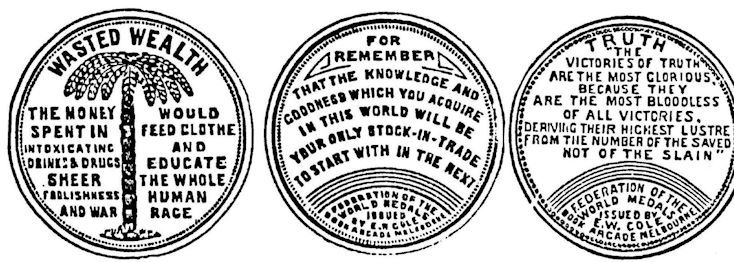 WASTED WEALTH
THE MONEY
SPENT IN
INTOXICATING
DRINKS & DRUGS
SHEER
FOOLISHNESS
AND WAR
WOULD
FEED CLOTHE
AND
EDUCATE
THE WHOLE
HUMAN
RACE
FOR
REMEMBER
THAT THE KNOWLEDGE AND
GOODNESS WHICH YOU ACQUIRE
IN THIS WORLD WILL BE
YOUR ONLY STOCK-IN-TRADE
TO START WITH IN THE NEXT
FEDERATION OF THE
WORLD MEDALS
ISSUED
BY E.W. COLE
BOOK ARCADE MELBOURNE
TRUTH
"THE
VICTORIES OF TRUTH
ARE THE MOST GLORIOUS,
BECAUSE THEY
ARE THE MOST BLOODLESS
OF ALL VICTORIES,
DERIVING THEIR HIGHEST LUSTRE
FROM THE NUMBER OF THE SAVED
NOT OF THE SLAIN"
FEDERATION OF THE
WORLD MEDALS
ISSUED BY
E.W. COLE
BOOK ARCADE MELBOURNE